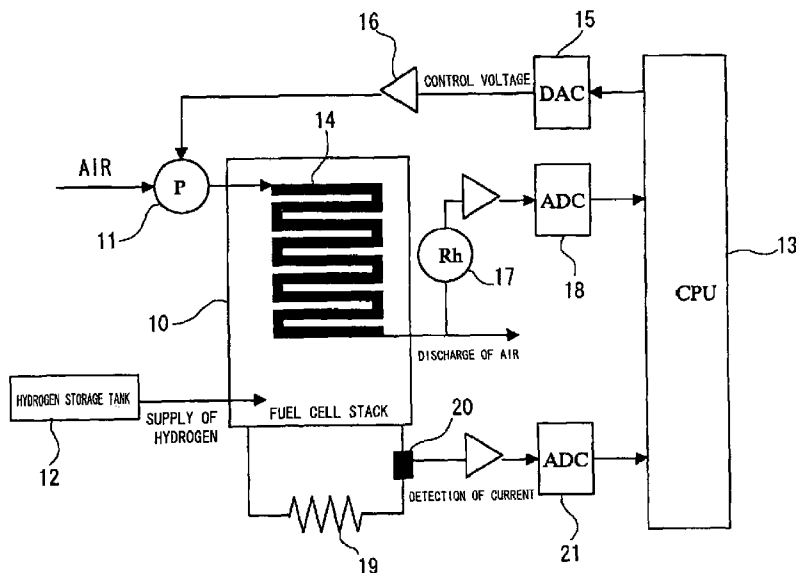 16
15
CONTROL VOLTAGE
DAC
14
AIR
P
ADC
11
Rh
17
18
13
CPU
10
DISCHARGE OF AIR
HYDROGEN STORAGE TANK
SUPPLY OF
HYDROGEN
FUEL CELL STACK
20
12
ADC
DETECTION OF CURRENT
19
21